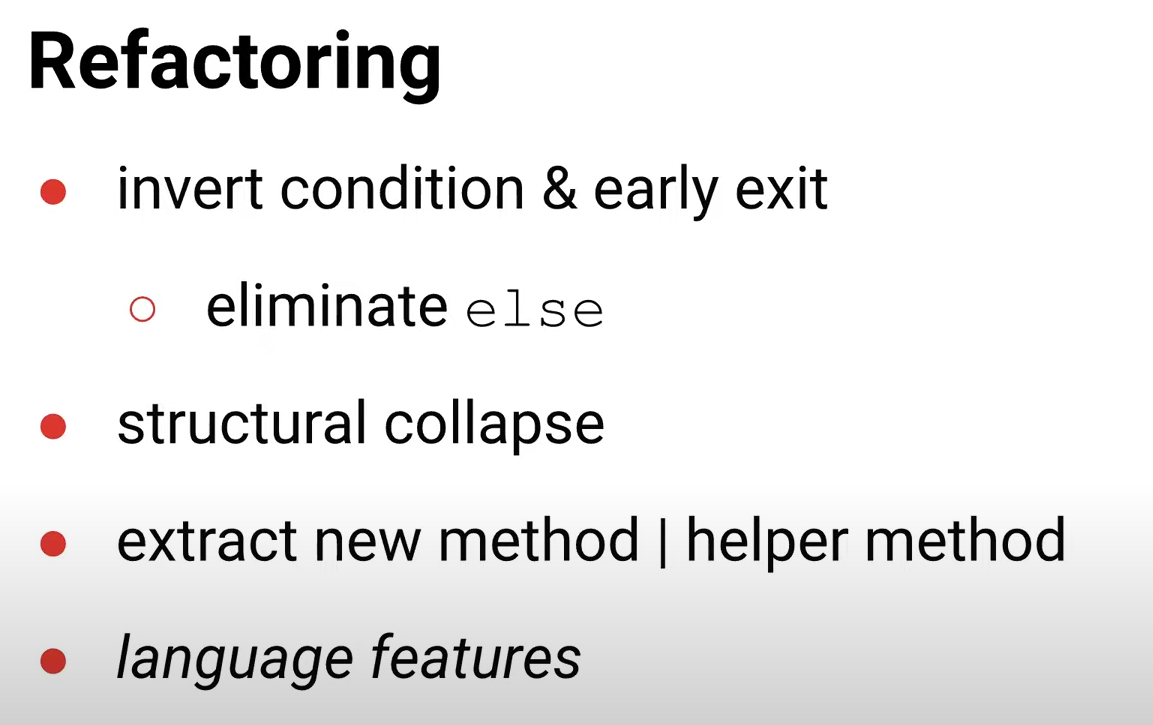 Refactoring
● invert condition & early exit
○ eliminate else
● structural collapse
● extract new method | helper method
● language features